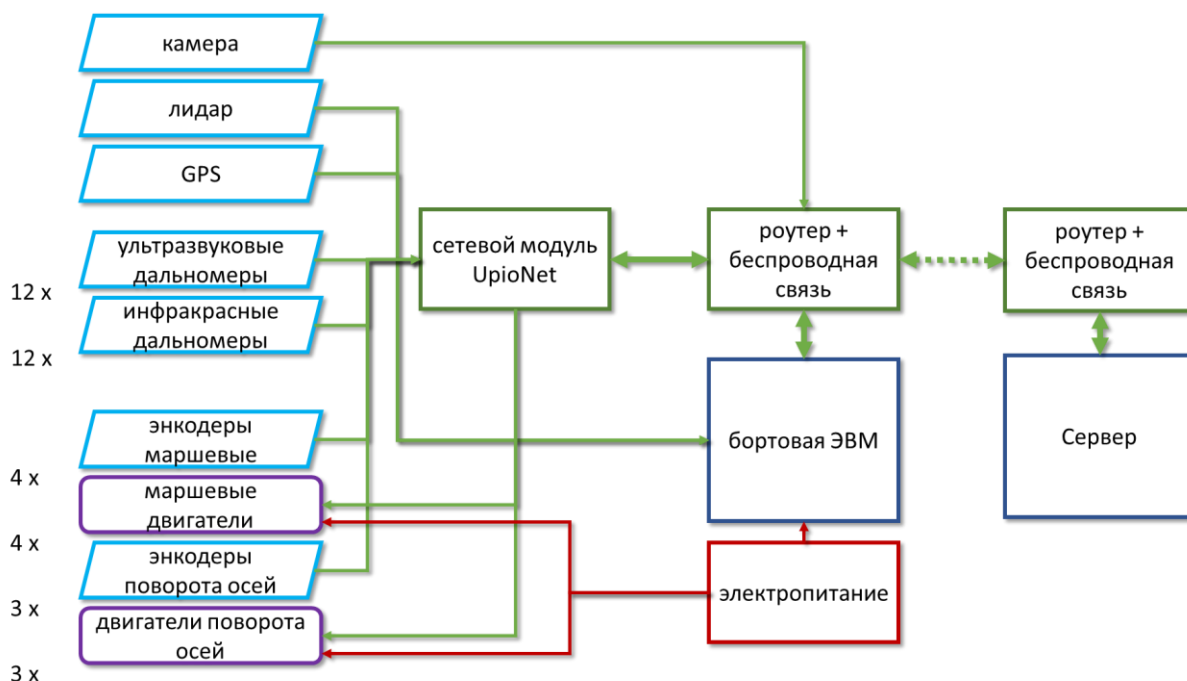 камера
лидар
GPS
ультразвуковые
дальномеры
12 x
инфракрасные
дальномеры
12 x
энкодеры
маршевые
4 x
маршевые
двигатели
4 x
энкодеры
поворота осей
3 x
двигатели поворота
осей
3 x
сетевой модуль
UpioNet
роутер +
беспроводная
связь
роутер +
беспроводная
связь
бортовая ЭВМ
Сервер
электропитание